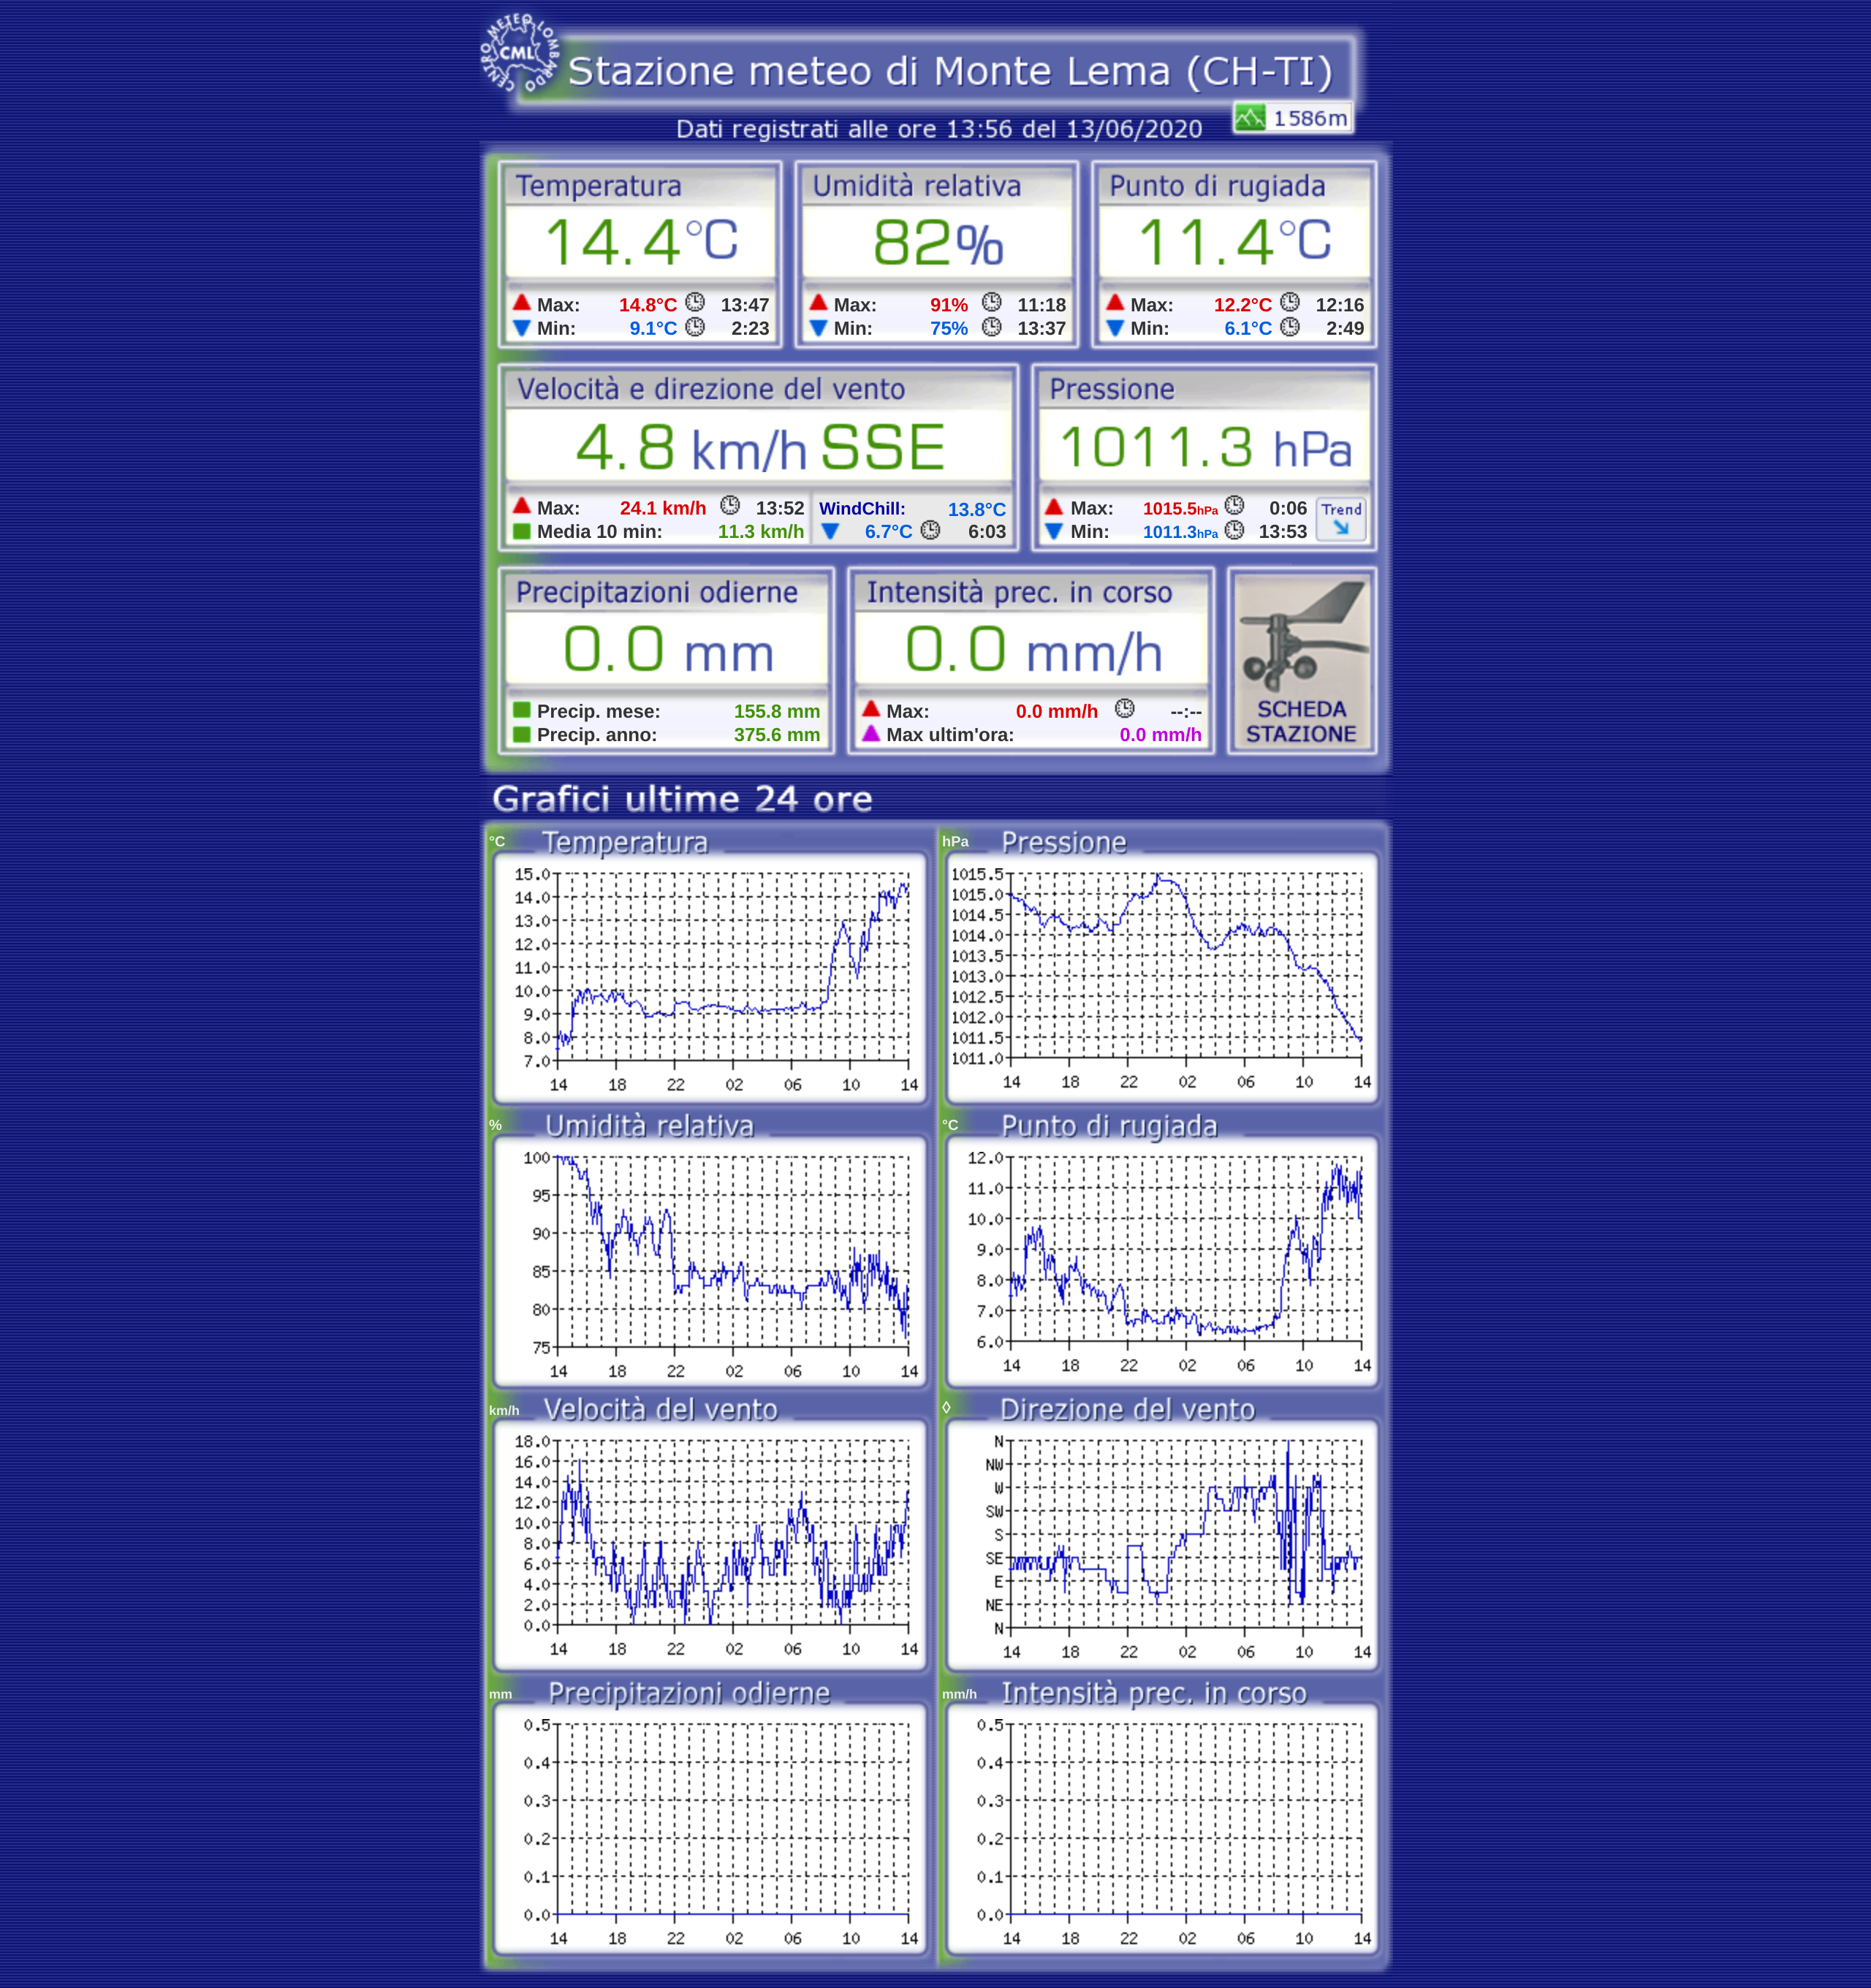 CENTRO METEO LOMBARDO
CML
Stazione meteo di Monte Lema (CH-TI)
1586m
Dati registrati alle ore 13:56 del 13/06/2020
Temperatura
14.4°C
Max: 14.8°C 13:47
Min: 9.1°C 2:23
Umidità relativa
82%
Max: 91% 11:18
Min: 75% 13:37
Punto di rugiada
11.4°C
Max: 12.2°C 12:16
Min: 6.1°C 2:49
Velocità e direzione del vento
4.8 km/h SSE
Max: 24.1 km/h 13:52
Media 10 min: 11.3 km/h
WindChill: 13.8°C
6.7°C 6:03
Pressione
1011.3 hPa
Max: 1015.5hPa 0:06
Min: 1011.3hPa 13:53
Trend
Precipitazioni odierne
0.0 mm
Precip. mese: 155.8 mm
Precip. anno: 375.6 mm
Intensità prec. in corso
0.0 mm/h
Max: 0.0 mm/h --:--
Max ultim'ora: 0.0 mm/h
SCHEDA
STAZIONE
Grafici ultime 24 ore
°C Temperatura
15.0
14.0
13.0
12.0
11.0
10.0
9.0
8.0
7.0
14 18 22 02 06 10 14
hPa Pressione
1015.5
1015.0
1014.5
1014.0
1013.5
1013.0
1012.5
1012.0
1011.5
1011.0
14 18 22 02 06 10 14
% Umidità relativa
100
95
90
85
80
75
14 18 22 02 06 10 14
°C Punto di rugiada
12.0
11.0
10.0
9.0
8.0
7.0
6.0
14 18 22 02 06 10 14
km/h Velocità del vento
18.0
16.0
14.0
12.0
10.0
8.0
6.0
4.0
2.0
0.0
14 18 22 02 06 10 14
◊ Direzione del vento
N
NW
W
SW
S
SE
E
NE
N
14 18 22 02 06 10 14
mm Precipitazioni odierne
0.5
0.4
0.3
0.2
0.1
0.0
14 18 22 02 06 10 14
mm/h Intensità prec. in corso
0.5
0.4
0.3
0.2
0.1
0.0
14 18 22 02 06 10 14